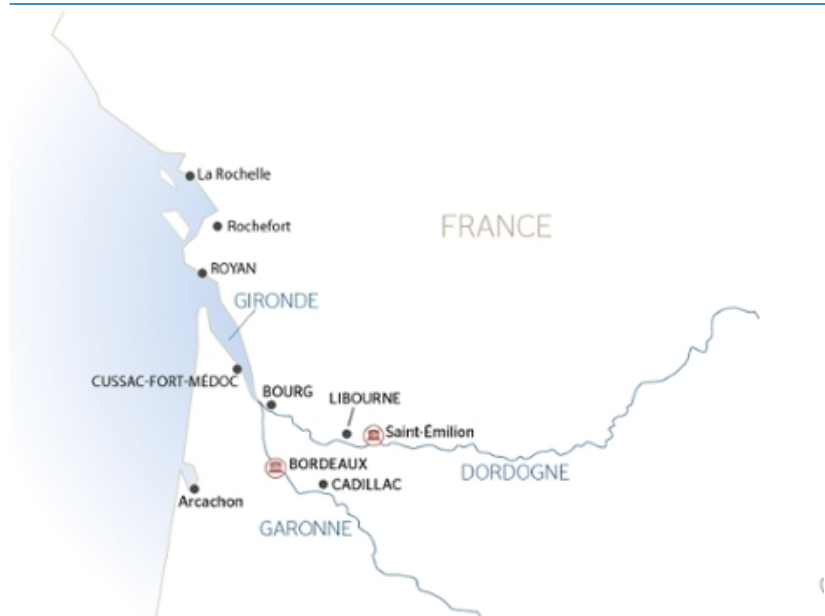 La Rochelle
FRANCE
Rochefort
ROYAN
GIRONDE
CUSSAC-FORT-MÉDOC
BOURG
LIBOURNE
Saint-Émilion
BORDEAUX
DORDOGNE
CADILLAC
Arcachon
GARONNE